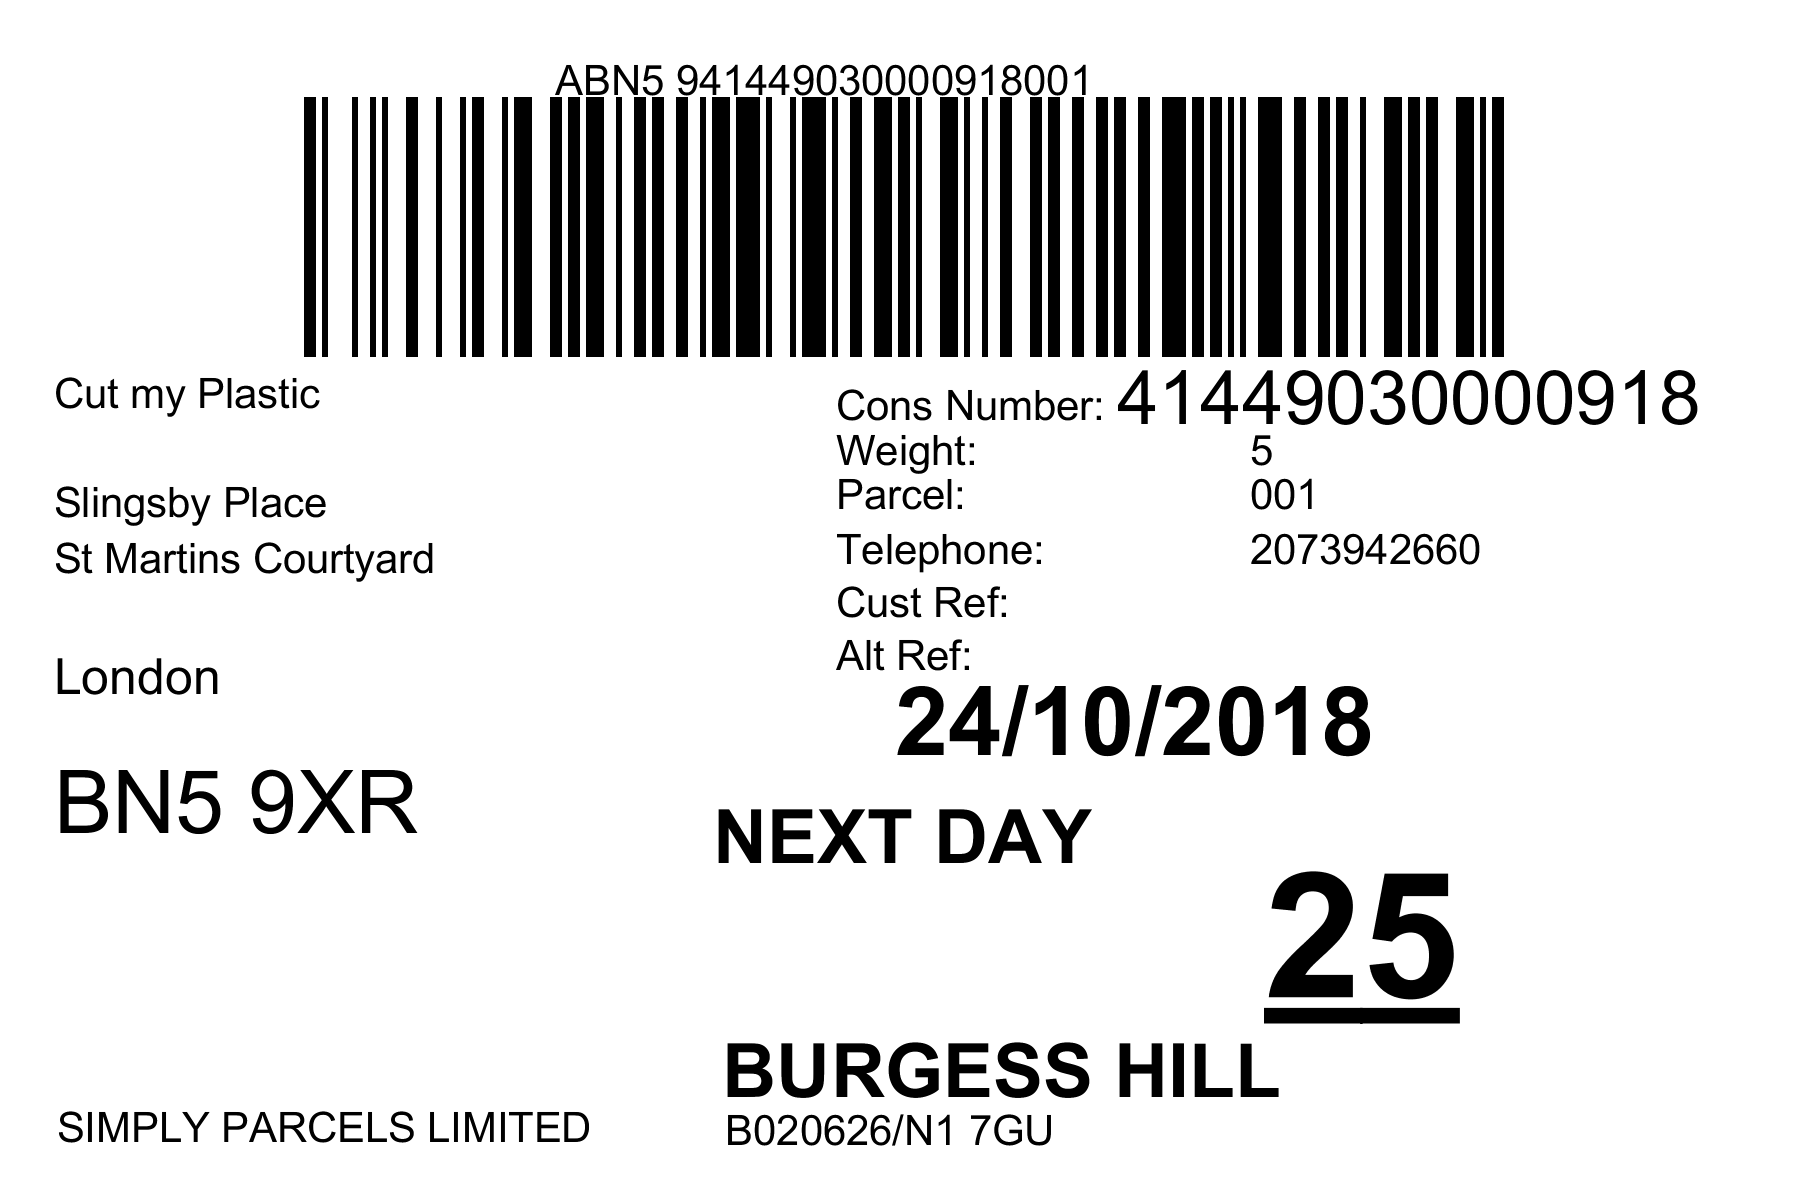 ABN5 941449030000918001
Cut my Plastic
Slingsby Place
St Martins Courtyard
London
BN5 9XR
Cons Number: 41449030000918
Weight: 5
Parcel: 001
Telephone: 2073942660
Cust Ref:
Alt Ref:
24/10/2018
NEXT DAY
25
BURGESS HILL
SIMPLY PARCELS LIMITED
B020626/N1 7GU